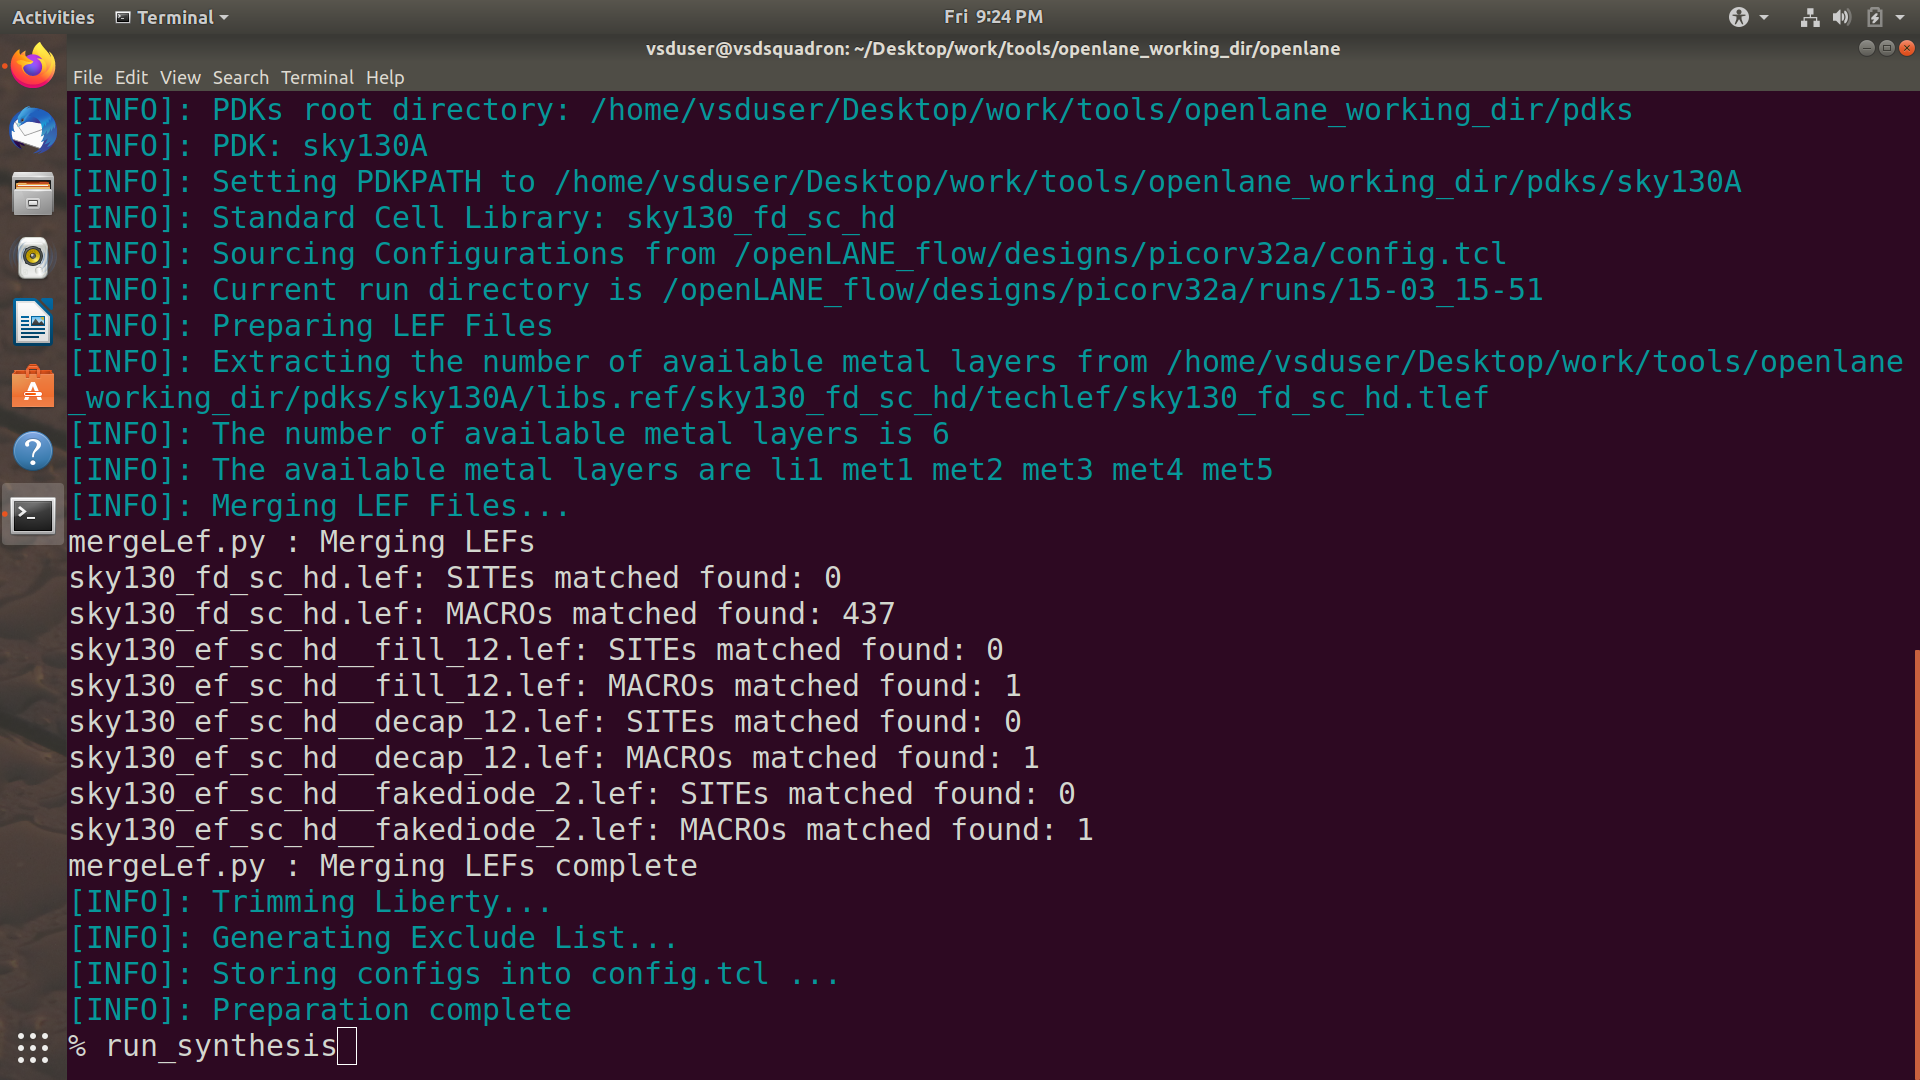 Activities Terminal Fri 9:24 PM
vsduser@vsdsquadron: ~/Desktop/work/tools/openlane_working_dir/openlane
File Edit View Search Terminal Help
[INFO]: PDKs root directory: /home/vsduser/Desktop/work/tools/openlane_working_dir/pdks
[INFO]: PDK: sky130A
[INFO]: Setting PDKPATH to /home/vsduser/Desktop/work/tools/openlane_working_dir/pdks/sky130A
[INFO]: Standard Cell Library: sky130_fd_sc_hd
[INFO]: Sourcing Configurations from /openLANE_flow/designs/picorv32a/config.tcl
[INFO]: Current run directory is /openLANE_flow/designs/picorv32a/runs/15-03_15-51
[INFO]: Preparing LEF Files
[INFO]: Extracting the number of available metal layers from /home/vsduser/Desktop/work/tools/openlane
_working_dir/pdks/sky130A/libs.ref/sky130_fd_sc_hd/techlef/sky130_fd_sc_hd.tlef
[INFO]: The number of available metal layers is 6
[INFO]: The available metal layers are li1 met1 met2 met3 met4 met5
[INFO]: Merging LEF Files...
mergeLef.py : Merging LEFs
sky130_fd_sc_hd.lef: SITEs matched found: 0
sky130_fd_sc_hd.lef: MACROs matched found: 437
sky130_ef_sc_hd__fill_12.lef: SITEs matched found: 0
sky130_ef_sc_hd__fill_12.lef: MACROs matched found: 1
sky130_ef_sc_hd__decap_12.lef: SITEs matched found: 0
sky130_ef_sc_hd__decap_12.lef: MACROs matched found: 1
sky130_ef_sc_hd__fakediode_2.lef: SITEs matched found: 0
sky130_ef_sc_hd__fakediode_2.lef: MACROs matched found: 1
mergeLef.py : Merging LEFs complete
[INFO]: Trimming Liberty...
[INFO]: Generating Exclude List...
[INFO]: Storing configs into config.tcl ...
[INFO]: Preparation complete
% run_synthesis